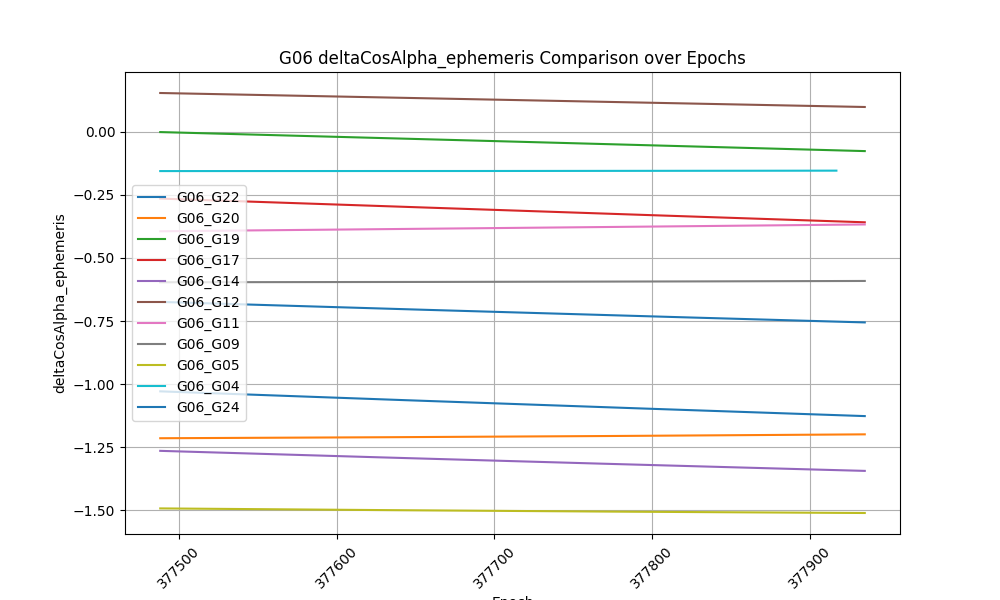 G06 deltaCosAlpha_ephemeris Comparison over Epochs
deltaCosAlpha_ephemeris
0.00
−0.25
−0.50
−0.75
−1.00
−1.25
−1.50
G06_G22
G06_G20
G06_G19
G06_G17
G06_G14
G06_G12
G06_G11
G06_G09
G06_G05
G06_G04
G06_G24
377500
377600
377700
377800
377900
Epoch